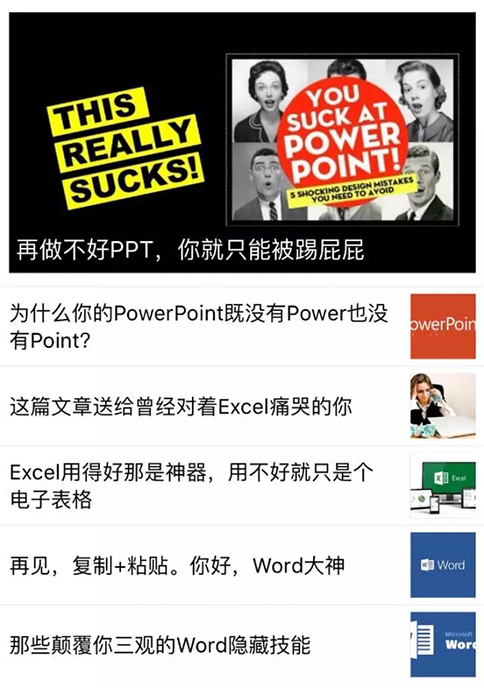 THIS
REALLY
SUCKS!
YOU
SUCK AT
POWER
POINT!
5 SHOCKING DESIGN MISTAKES
YOU NEED TO AVOID
再做不好PPT，你就只能被踢屁屁
为什么你的PowerPoint既没有Power也没
有Point?
owerPoin
这篇文章送给曾经对着Excel痛哭的你
Excel用得好那是神器，用不好就只是个
电子表格
Excel
再见，复制+粘贴。你好，Word大神
Word
那些颠覆你三观的Word隐藏技能
Microsoft
Word